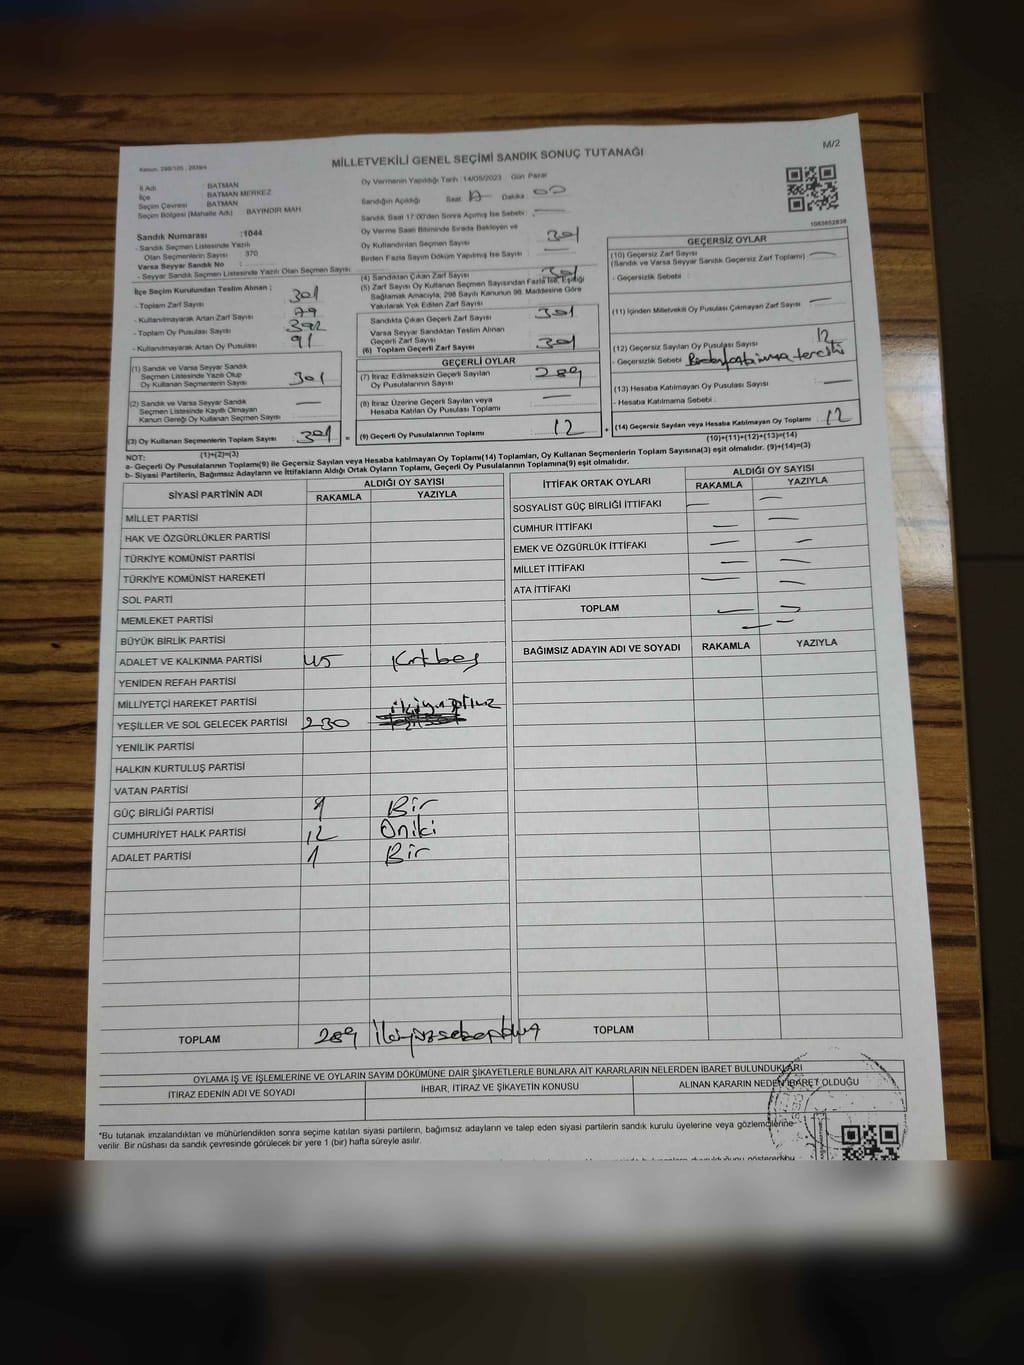 M/2
Kanun: 298/105 , 283/ek
MİLLETVEKİLİ GENEL SEÇİMİ SANDIK SONUÇ TUTANAĞI
İl Adı : BATMAN
İlçe : BATMAN MERKEZ
Seçim Çevresi : BATMAN
Seçim Bölgesi (Mahalle Adı) BAYINDIR MAH.
Oy Vermenin Yapıldığı Tarih : 14/05/2023 Gün Pazar
Sandığın Açıldığı Saat: 17 Dakika : 00
Sandık Saat 17:00'den Sonra Açılmış İse Sebebi :
Oy Verme Saati Bitiminde Sırada Bekleyen ve
Oy Kullandırılan Seçmen Sayısı 301
Birden Fazla Sayım Döküm Yapılmış İse Sayısı :
1083652838
Sandık Numarası :1044
- Sandık Seçmen Listesinde Yazılı
Olan Seçmenlerin Sayısı : 370
Varsa Seyyar Sandık No :
- Seyyar Sandık Seçmen Listesinde Yazılı Olan Seçmen Sayısı
İlçe Seçim Kurulundan Teslim Alınan ;
- Toplam Zarf Sayısı 301
- Kullanılmayarak Artan Zarf Sayısı 79
- Toplam Oy Pusulası Sayısı 392
- Kullanılmayarak Artan Oy Pusulası 91
(1) Sandık ve Varsa Seyyar Sandık
Seçmen Listesinde Yazılı Olup
Oy Kullanan Seçmenlerin Sayısı : 301
(2) Sandık ve Varsa Seyyar Sandık
Seçmen Listesinde Kayıtlı Olmayan
Kanun Gereği Oy Kullanan Seçmen Sayısı
(3) Oy Kullanan Seçmenlerin Toplam Sayısı : 301
(1)+(2)=(3)
(4) Sandıktan Çıkan Zarf Sayısı 301
(5) Zarf Sayısı Oy Kullanan Seçmen Sayısından Fazla İse, Eşitliği
Sağlamak Amacıyla, 298 Sayılı Kanunun 98. Maddesine Göre
Yakılarak Yok Edilen Zarf Sayısı
Sandıkta Çıkan Geçerli Zarf Sayısı : 301
Varsa Seyyar Sandıktan Teslim Alınan
Geçerli Zarf Sayısı
(6) Toplam Geçerli Zarf Sayısı 301
GEÇERLİ OYLAR
(7) İtiraz Edilmeksizin Geçerli Sayılan
Oy Pusulalarının Sayısı 289
(8) İtiraz Üzerine Geçerli Sayılan veya
Hesaba Katılan Oy Pusulası Toplamı
(9) Geçerli Oy Pusulalarının Toplamı 12
GEÇERSİZ OYLAR
(10) Geçersiz Zarf Sayısı
(Sandık ve Varsa Seyyar Sandık Geçersiz Zarf Toplamı)
- Geçersizlik Sebebi :
(11) İçinden Milletvekili Oy Pusulası Çıkmayan Zarf Sayısı
(12) Geçersiz Sayılan Oy Pusulası Sayısı 12
- Geçersizlik Sebebi
(13) Hesaba Katılmayan Oy Pusulası Sayısı
- Hesaba Katılmama Sebebi :
(14) Geçersiz Sayılan veya Hesaba Katılmayan Oy Toplamı 12
(10)+(11)+(12)+(13)=(14)
NOT:
a- Geçerli Oy Pusulalarının Toplamı(9) ile Geçersiz Sayılan veya Hesaba katılmayan Oy Toplamı(14) Toplamları, Oy Kullanan Seçmenlerin Toplam Sayısına(3) eşit olmalıdır. (9)+(14)=(3)
b- Siyasi Partilerin, Bağımsız Adayların ve İttifakların Aldığı Ortak Oyların Toplamı, Geçerli Oy Pusulalarının Toplamına(9) eşit olmalıdır.
SİYASİ PARTİNİN ADI ALDIĞI OY SAYISI
RAKAMLA YAZIYLA
MİLLET PARTİSİ
HAK VE ÖZGÜRLÜKLER PARTİSİ
TÜRKİYE KOMÜNİST PARTİSİ
TÜRKİYE KOMÜNİST HAREKETİ
SOL PARTİ
MEMLEKET PARTİSİ
BÜYÜK BİRLİK PARTİSİ
ADALET VE KALKINMA PARTİSİ 45 Kırkbeş
YENİDEN REFAH PARTİSİ
MİLLİYETÇİ HAREKET PARTİSİ
YEŞİLLER VE SOL GELECEK PARTİSİ 230 ikiyüzotuz
YENİLİK PARTİSİ
HALKIN KURTULUŞ PARTİSİ
VATAN PARTİSİ
GÜÇ BİRLİĞİ PARTİSİ 1 Bir
CUMHURİYET HALK PARTİSİ 12 Oniki
ADALET PARTİSİ 1 Bir
TOPLAM 289 ikiyüzseksendokuz
İTTİFAK ORTAK OYLARI ALDIĞI OY SAYISI
RAKAMLA YAZIYLA
SOSYALİST GÜÇ BİRLİĞİ İTTİFAKI
CUMHUR İTTİFAKI
EMEK VE ÖZGÜRLÜK İTTİFAKI
MİLLET İTTİFAKI
ATA İTTİFAKI
TOPLAM
BAĞIMSIZ ADAYIN ADI VE SOYADI RAKAMLA YAZIYLA
TOPLAM
OYLAMA İŞ VE İŞLEMLERİNE VE OYLARIN SAYIM DÖKÜMÜNE DAİR ŞİKAYETLERLE BUNLARA AİT KARARLARIN NELERDEN İBARET BULUNDUKLARI
İTİRAZ EDENİN ADI VE SOYADI İHBAR, İTİRAZ VE ŞİKAYETİN KONUSU ALINAN KARARIN NEDEN İBARET OLDUĞU
*Bu tutanak imzalandıktan ve mühürlendikten sonra seçime katılan siyasi partilerin, bağımsız adayların ve talep eden siyasi partilerin sandık kurulu üyelerine veya gözlemcilerine
verilir. Bir nüshası da sandık çevresinde görülecek bir yere 1 (bir) hafta süreyle asılır.